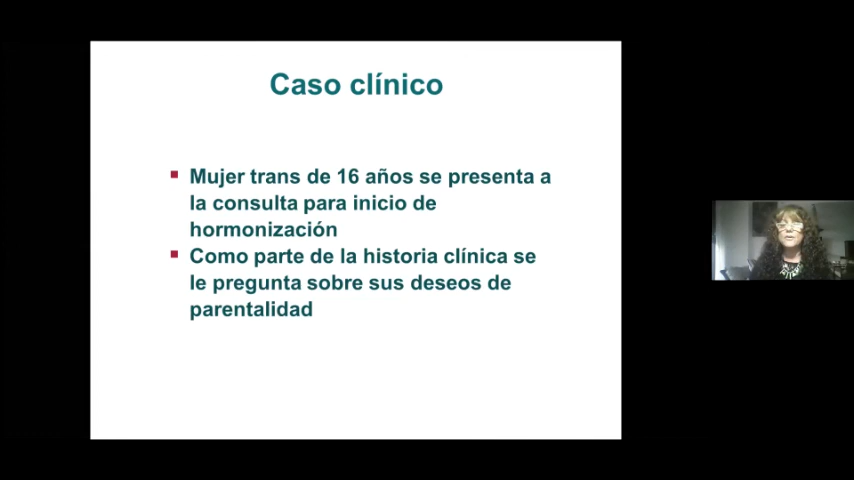 Caso clínico
Mujer trans de 16 años se presenta a
la consulta para inicio de
hormonización
Como parte de la historia clínica se
le pregunta sobre sus deseos de
parentalidad